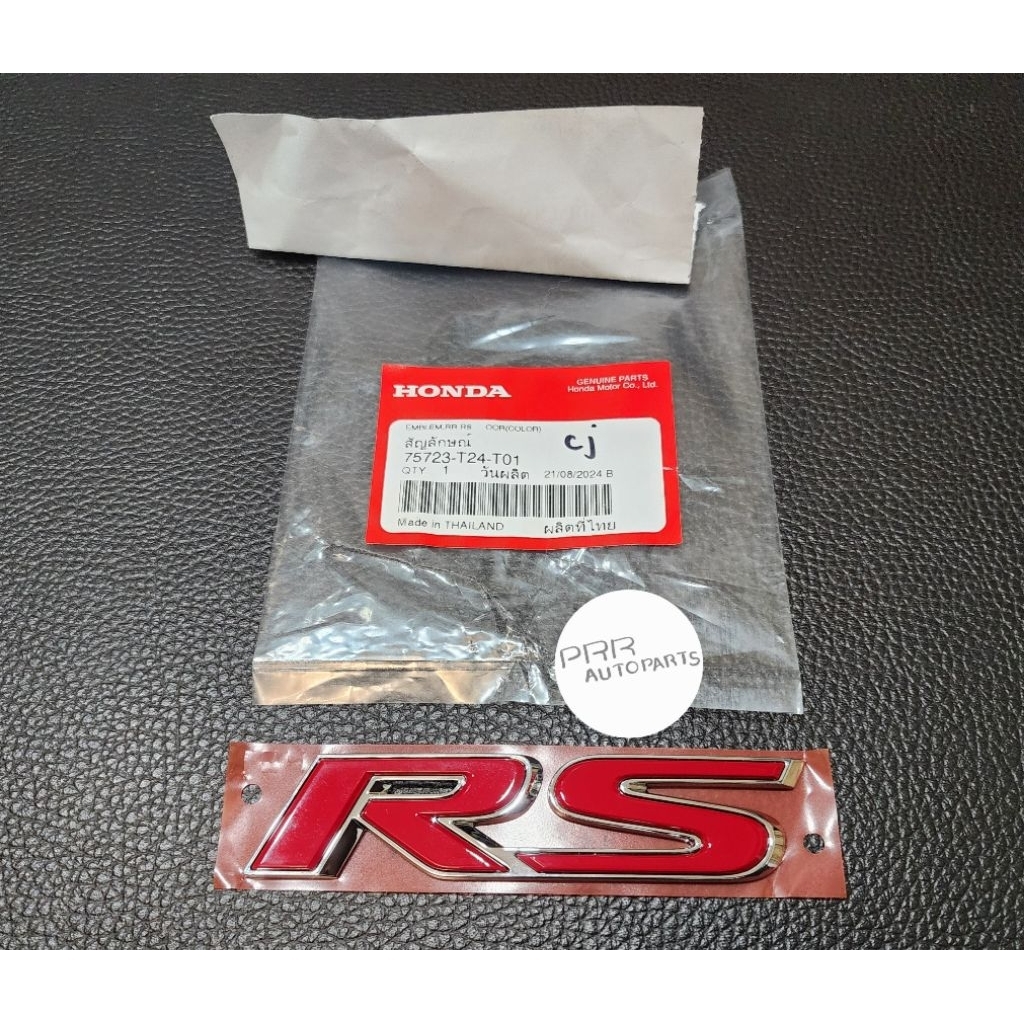 HONDA
GENUINE PARTS
Honda Motor Co., Ltd.
EMBLEM,RR RS OCR(COLOR)
สัญลักษณ์
cj
75723-T24-T01
QTY 1 วันผลิต 21/08/2024 B
Made in THAILAND ผลิตที่ไทย
PRR
AUTOPARTS
RS